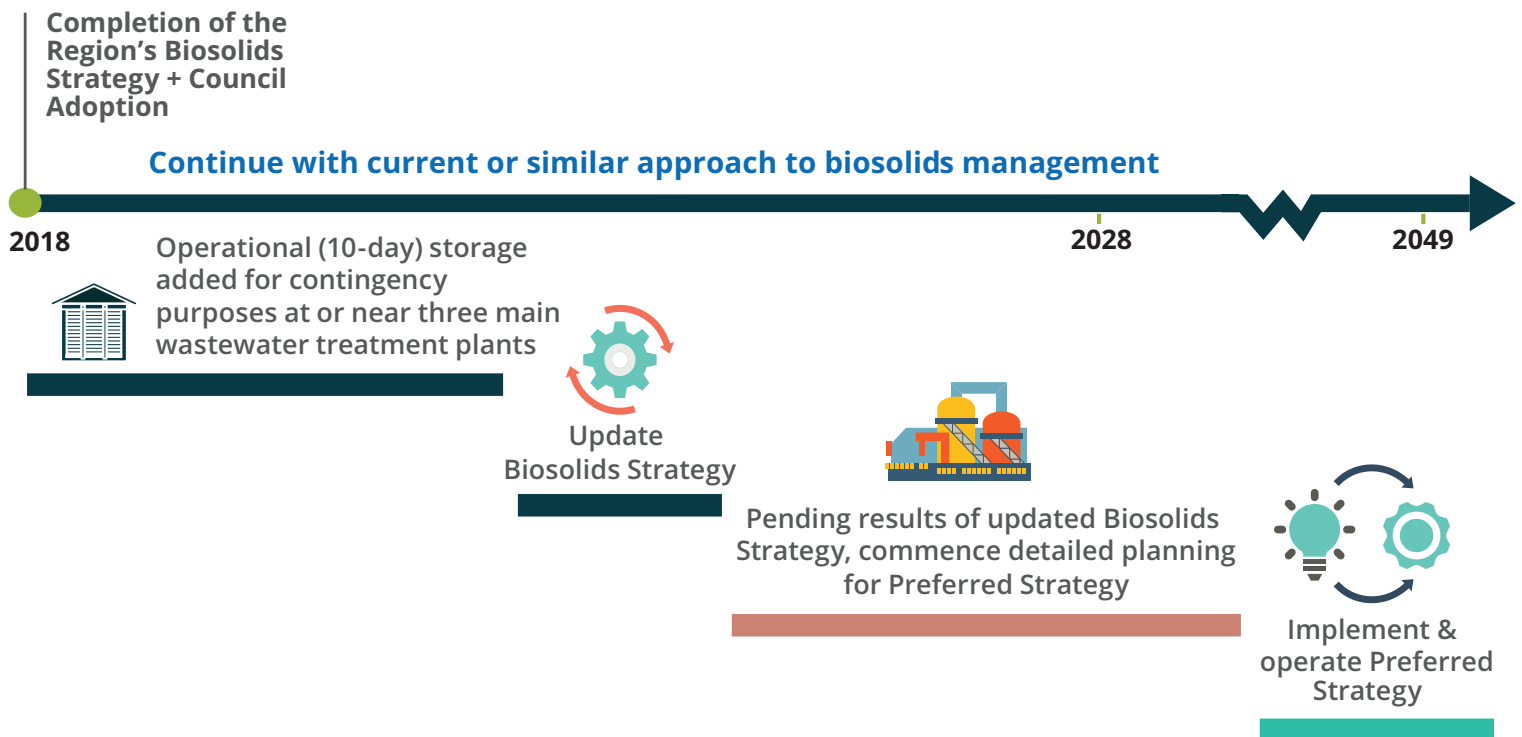 Completion of the
Region’s Biosolids
Strategy + Council
Adoption
Continue with current or similar approach to biosolids management
2018
2028
2049
Operational (10-day) storage
added for contingency
purposes at or near three main
wastewater treatment plants
Update
Biosolids Strategy
Pending results of updated Biosolids
Strategy, commence detailed planning
for Preferred Strategy
Implement &
operate Preferred
Strategy